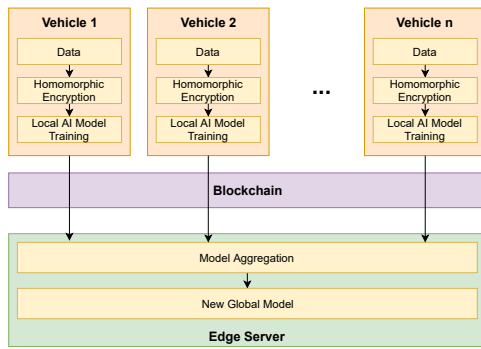 Vehicle 1
Data
Homomorphic
Encryption
Local AI Model
Training
Vehicle 2
Data
Homomorphic
Encryption
Local AI Model
Training
...
Vehicle n
Data
Homomorphic
Encryption
Local AI Model
Training
Blockchain
Model Aggregation
New Global Model
Edge Server